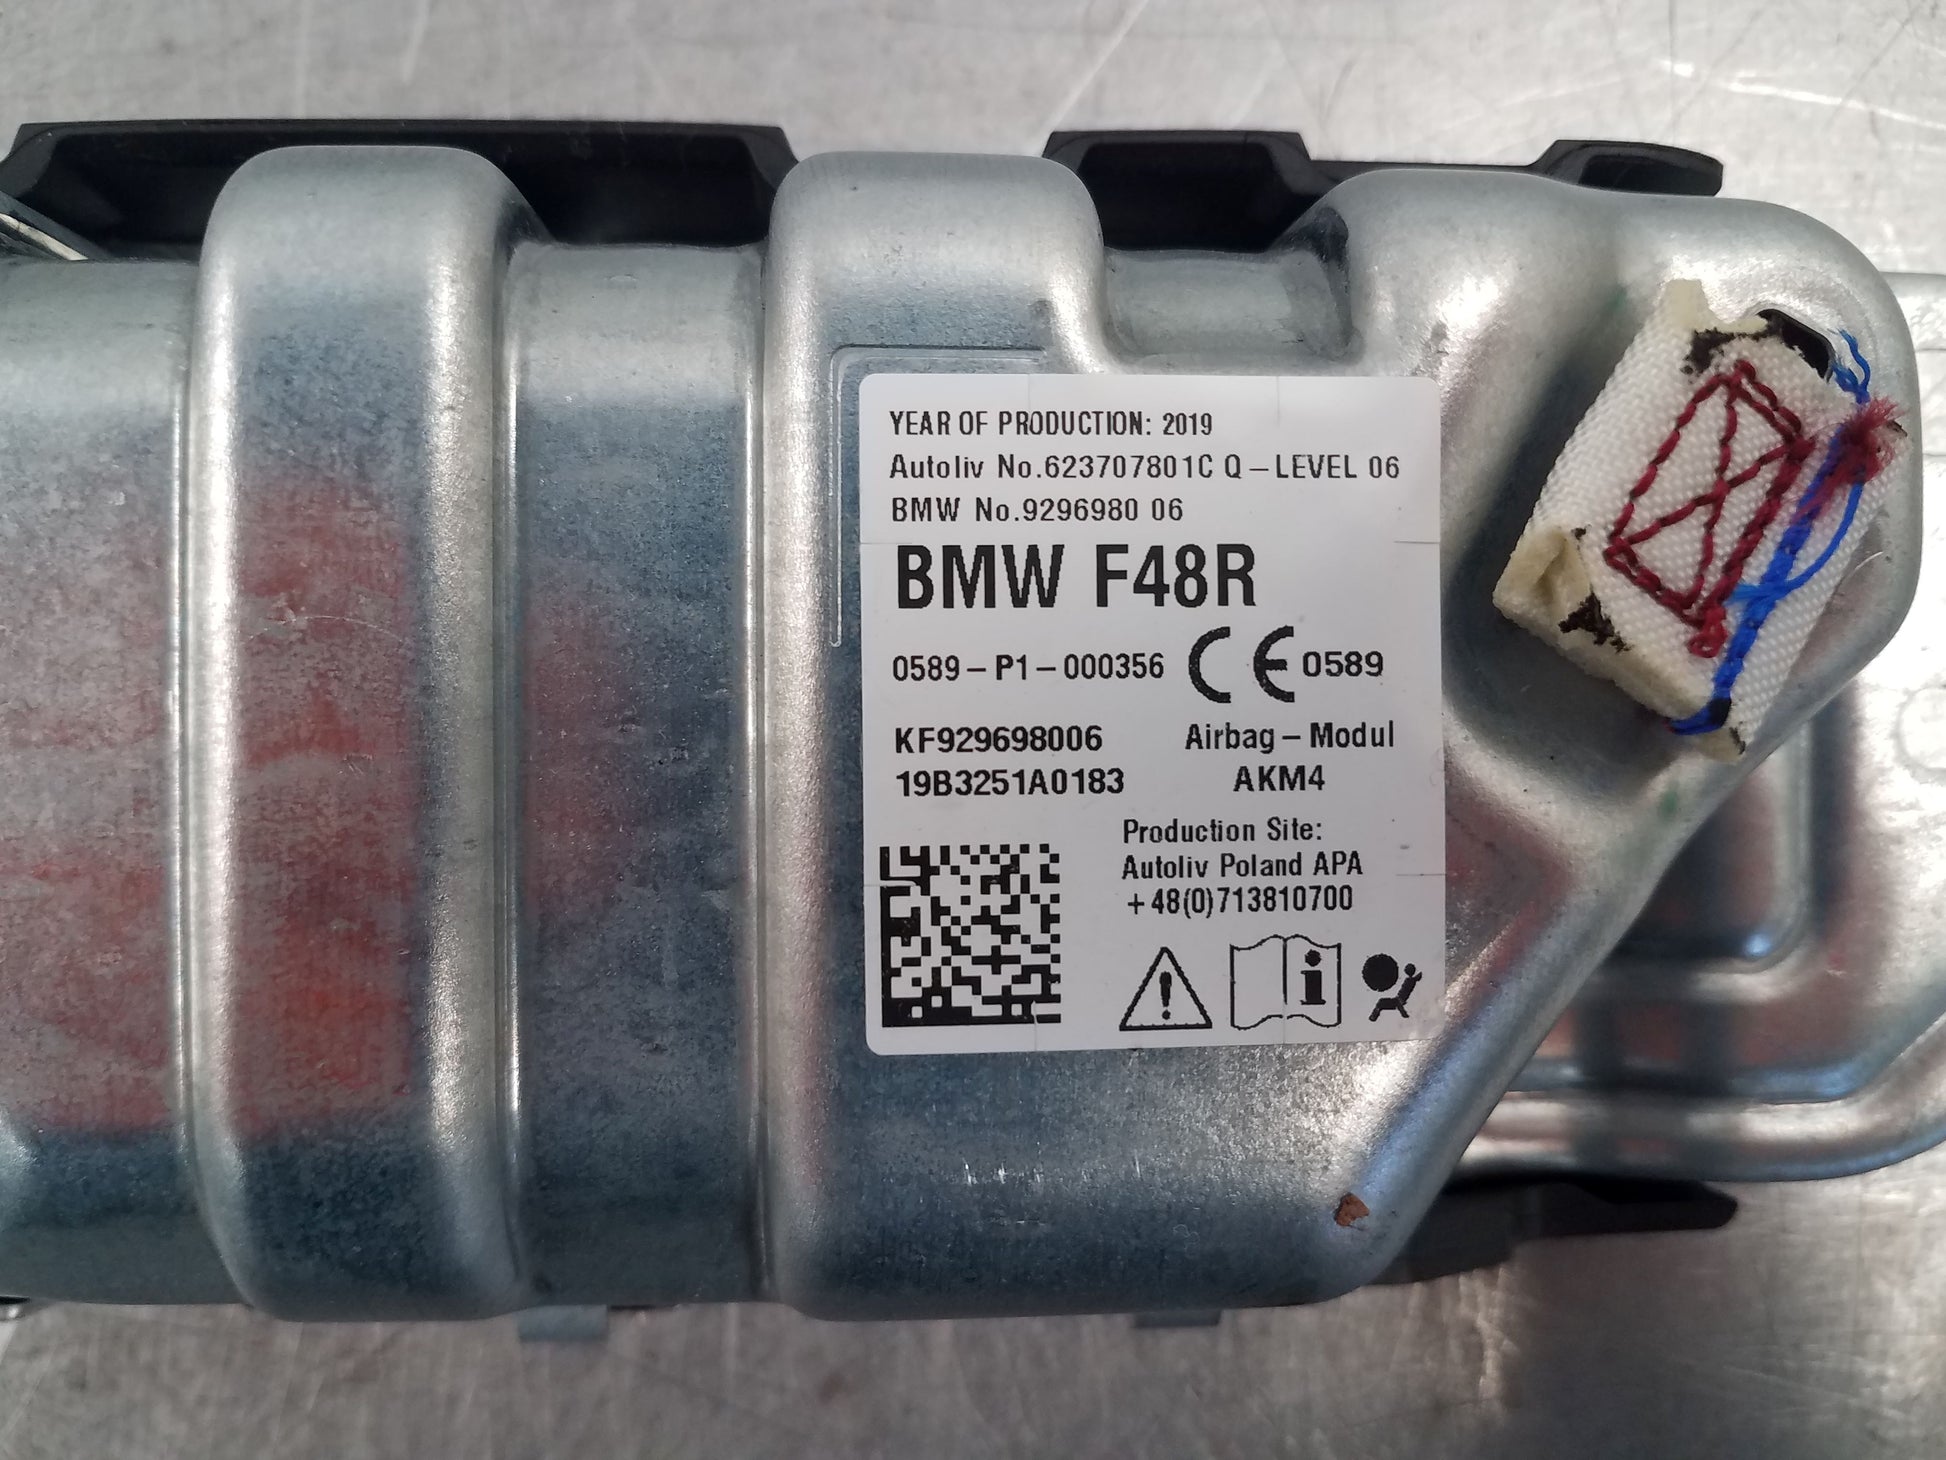 YEAR OF PRODUCTION: 2019
Autoliv No.623707801C Q-LEVEL 06
BMW No.9296980 06
BMW F48R
0589-P1-000356 CE 0589
KF929698006 Airbag-Modul
19B3251A0183 AKM4
Production Site:
Autoliv Poland APA
+48(0)713810700
i